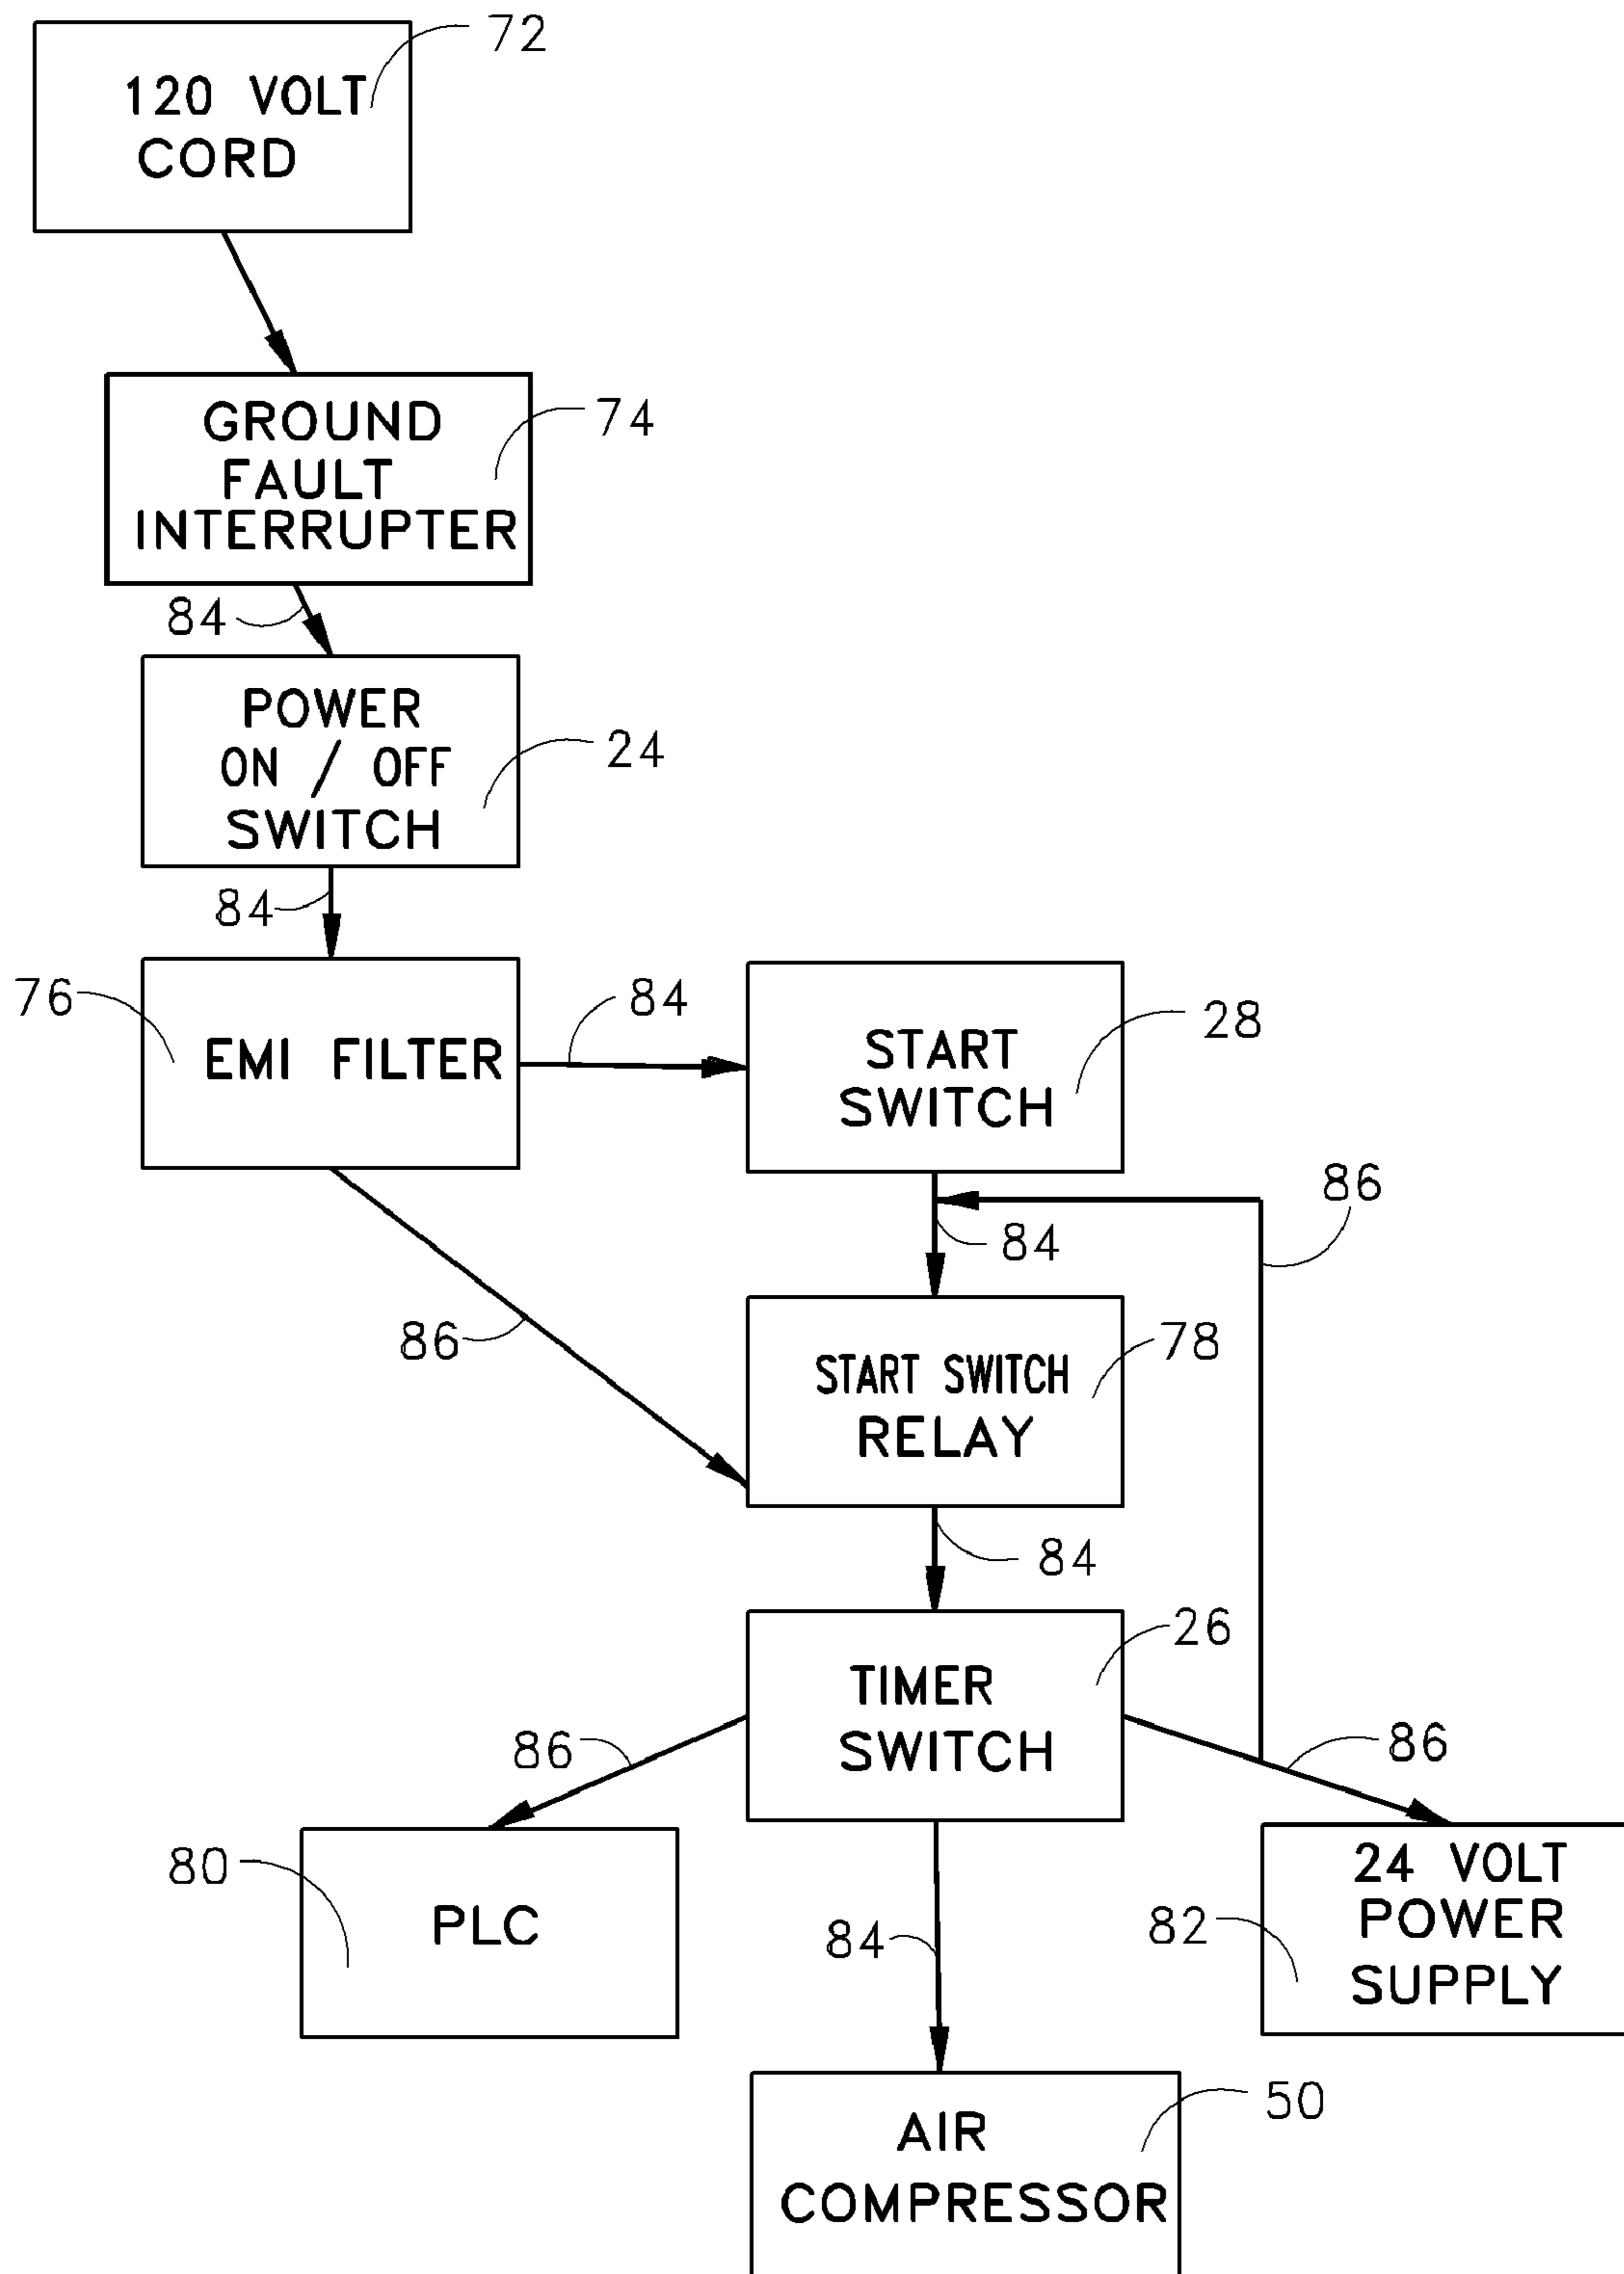 72
120 VOLT
CORD
74
GROUND
FAULT
INTERRUPTER
84
POWER
ON / OFF
SWITCH
24
84
76
EMI FILTER
84
START
SWITCH
28
86
84
86
START SWITCH
RELAY
78
84
26
TIMER
SWITCH
86
86
80
PLC
84
82
24 VOLT
POWER
SUPPLY
50
AIR
COMPRESSOR